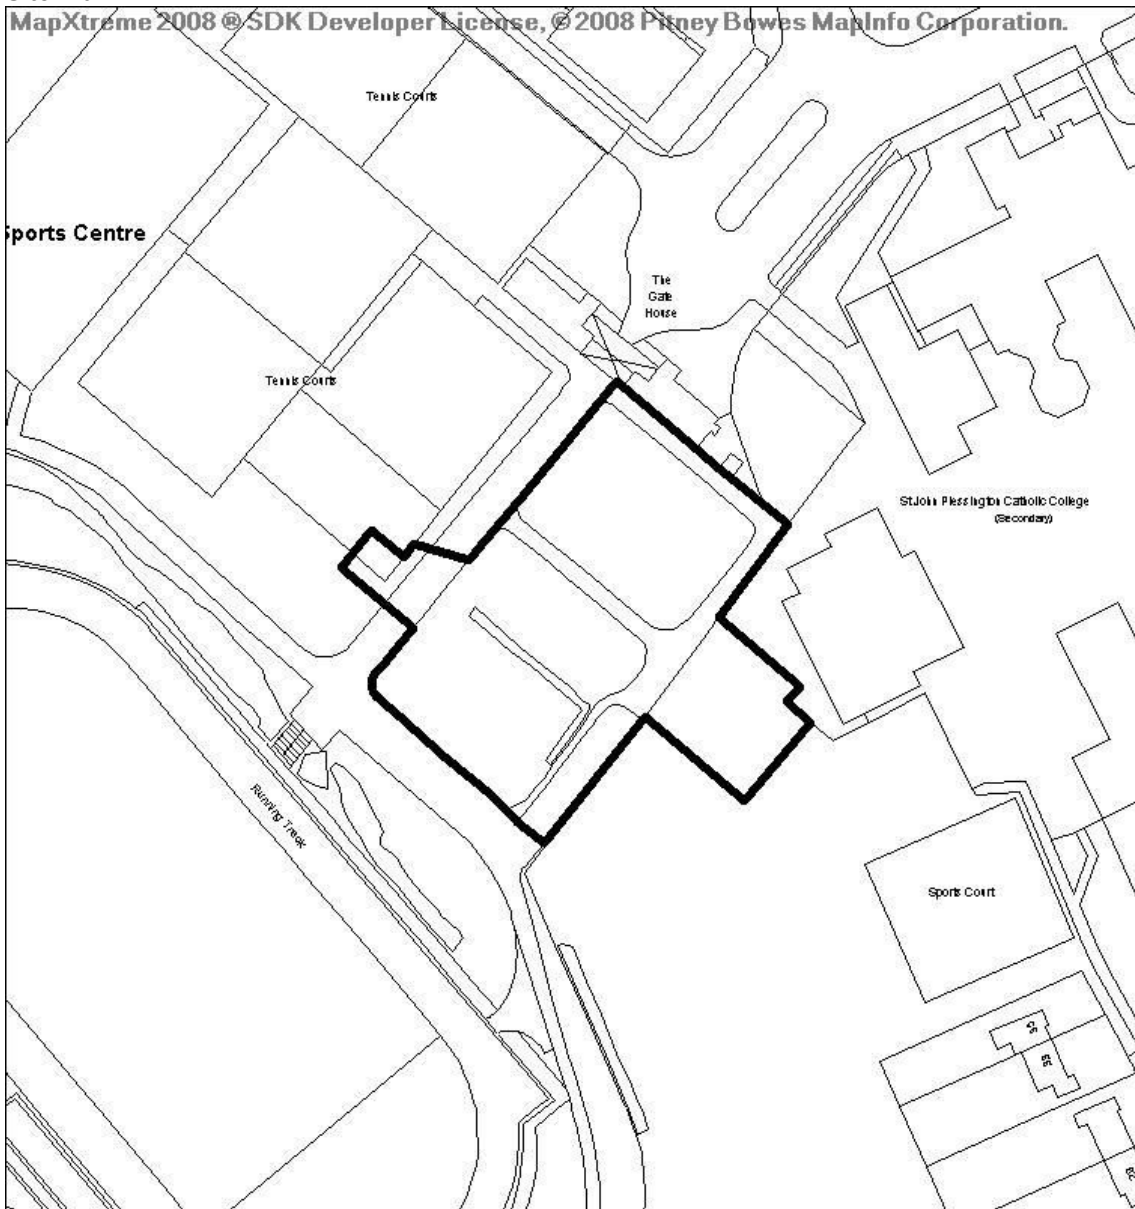 MapXtreme 2008 ® SDK Developer License, © 2008 Pitney Bowes MapInfo Corporation.
Tennis Courts
Sports Centre
The
Gate
House
Tennis Courts
St John Plessington Catholic College
(Secondary)
Running Track
Sports Court